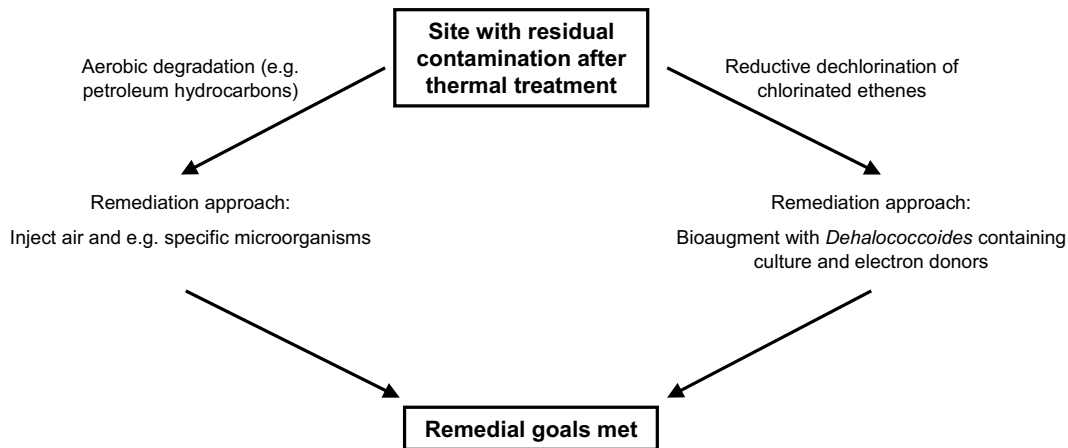 Site with residual
contamination after
thermal treatment
Aerobic degradation (e.g.
petroleum hydrocarbons)
Reductive dechlorination of
chlorinated ethenes
Remediation approach:
Inject air and e.g. specific microorganisms
Remediation approach:
Bioaugment with Dehalococcoides containing
culture and electron donors
Remedial goals met